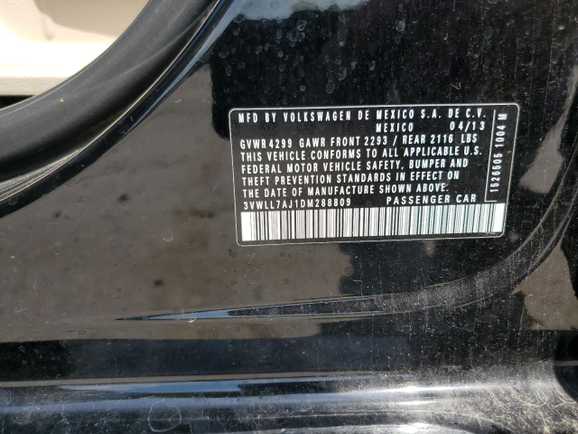 MFD BY VOLKSWAGEN DE MEXICO S.A. DE C.V.
MEXICO 04/13
GVWR 4299 GAWR FRONT 2293 / REAR 2116 LBS
THIS VEHICLE CONFORMS TO ALL APPLICABLE U.S.
FEDERAL MOTOR VEHICLE SAFETY, BUMPER AND
THEFT PREVENTION STANDARDS IN EFFECT ON
THE DATE OF MANUFACTURE SHOWN ABOVE.
3VWLL7AJ1DM288809 PASSENGER CAR
1526605 1004 M